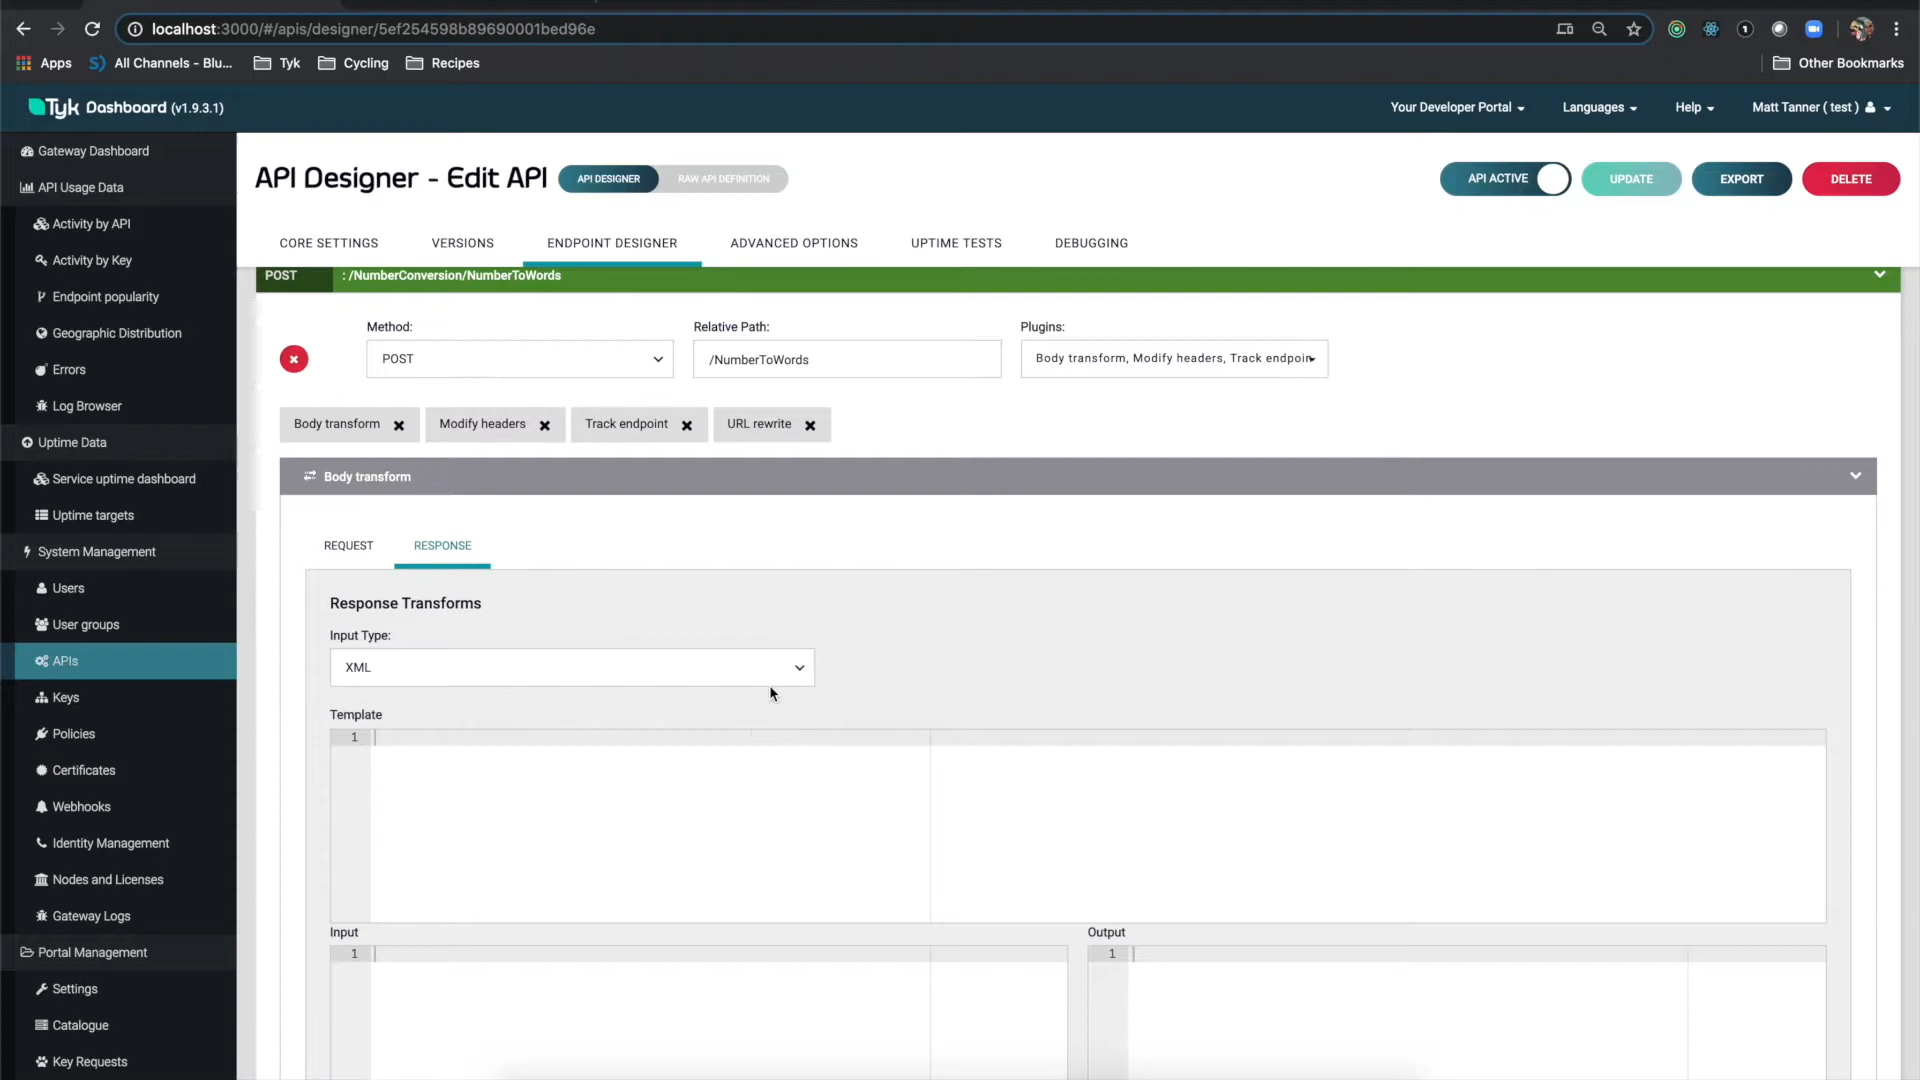 localhost:3000/#/apis/designer/5ef254598b89690001bed96e
Apps
All Channels - Blu...
Tyk
Cycling
Recipes
Other Bookmarks
Tyk Dashboard (v1.9.3.1)
Your Developer Portal
Languages
Help
Matt Tanner ( test )
Gateway Dashboard
API Usage Data
Activity by API
Activity by Key
Endpoint popularity
Geographic Distribution
Errors
Log Browser
Uptime Data
Service uptime dashboard
Uptime targets
System Management
Users
User groups
APIs
Keys
Policies
Certificates
Webhooks
Identity Management
Nodes and Licenses
Gateway Logs
Portal Management
Settings
Catalogue
Key Requests
API Designer - Edit API
API DESIGNER
RAW API DEFINITION
API ACTIVE
UPDATE
EXPORT
DELETE
CORE SETTINGS
VERSIONS
ENDPOINT DESIGNER
ADVANCED OPTIONS
UPTIME TESTS
DEBUGGING
POST : /NumberConversion/NumberToWords
Method:
POST
Relative Path:
/NumberToWords
Plugins:
Body transform, Modify headers, Track endpoin
Body transform
Modify headers
Track endpoint
URL rewrite
Body transform
REQUEST
RESPONSE
Response Transforms
Input Type:
XML
Template
1
Input
1
Output
1